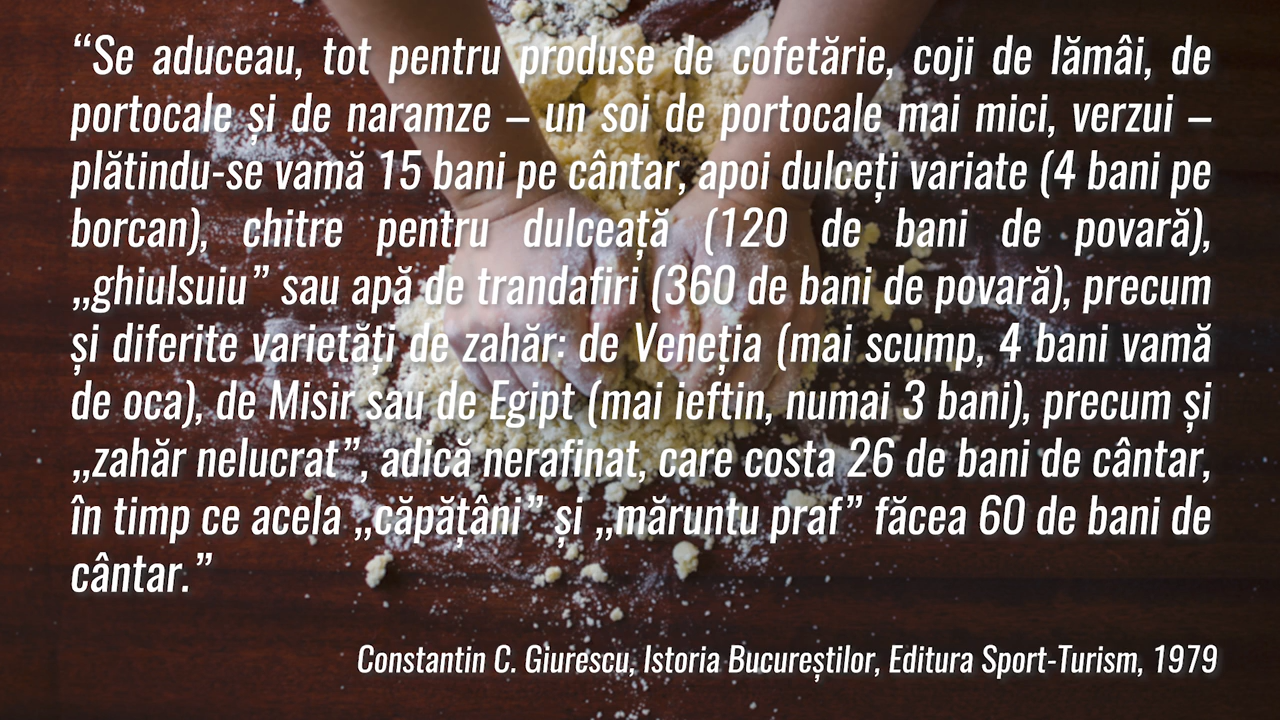 “Se aduceau, tot pentru produse de cofetărie, coji de lămâi, de
portocale și de naramze – un soi de portocale mai mici, verzui –
plătindu-se vamă 15 bani pe cântar, apoi dulceți variate (4 bani pe
borcan), chitre pentru dulceață (120 de bani de povară),
„ghiulsuiu” sau apă de trandafiri (360 de bani de povară), precum
și diferite varietăți de zahăr: de Veneția (mai scump, 4 bani vamă
de oca), de Misir sau de Egipt (mai ieftin, numai 3 bani), precum și
„zahăr nelucrat”, adică nerafinat, care costa 26 de bani de cântar,
în timp ce acela „căpățâni” și „măruntu praf” făcea 60 de bani de
cântar.”
Constantin C. Giurescu, Istoria Bucureștilor, Editura Sport-Turism, 1979